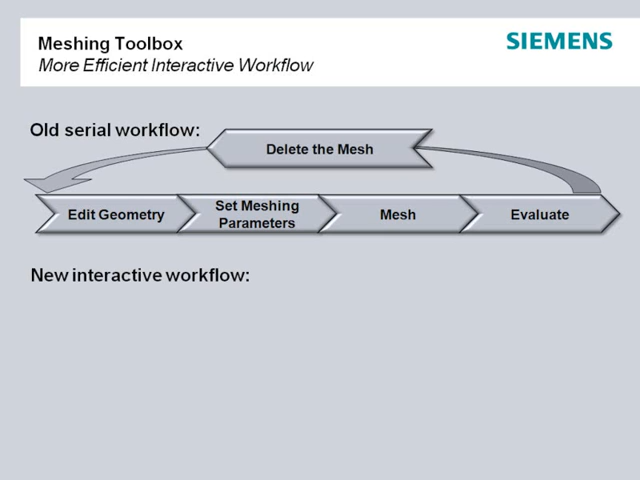 Meshing Toolbox
More Efficient Interactive Workflow
SIEMENS
Old serial workflow:
Delete the Mesh
Edit Geometry
Set Meshing
Parameters
Mesh
Evaluate
New interactive workflow: